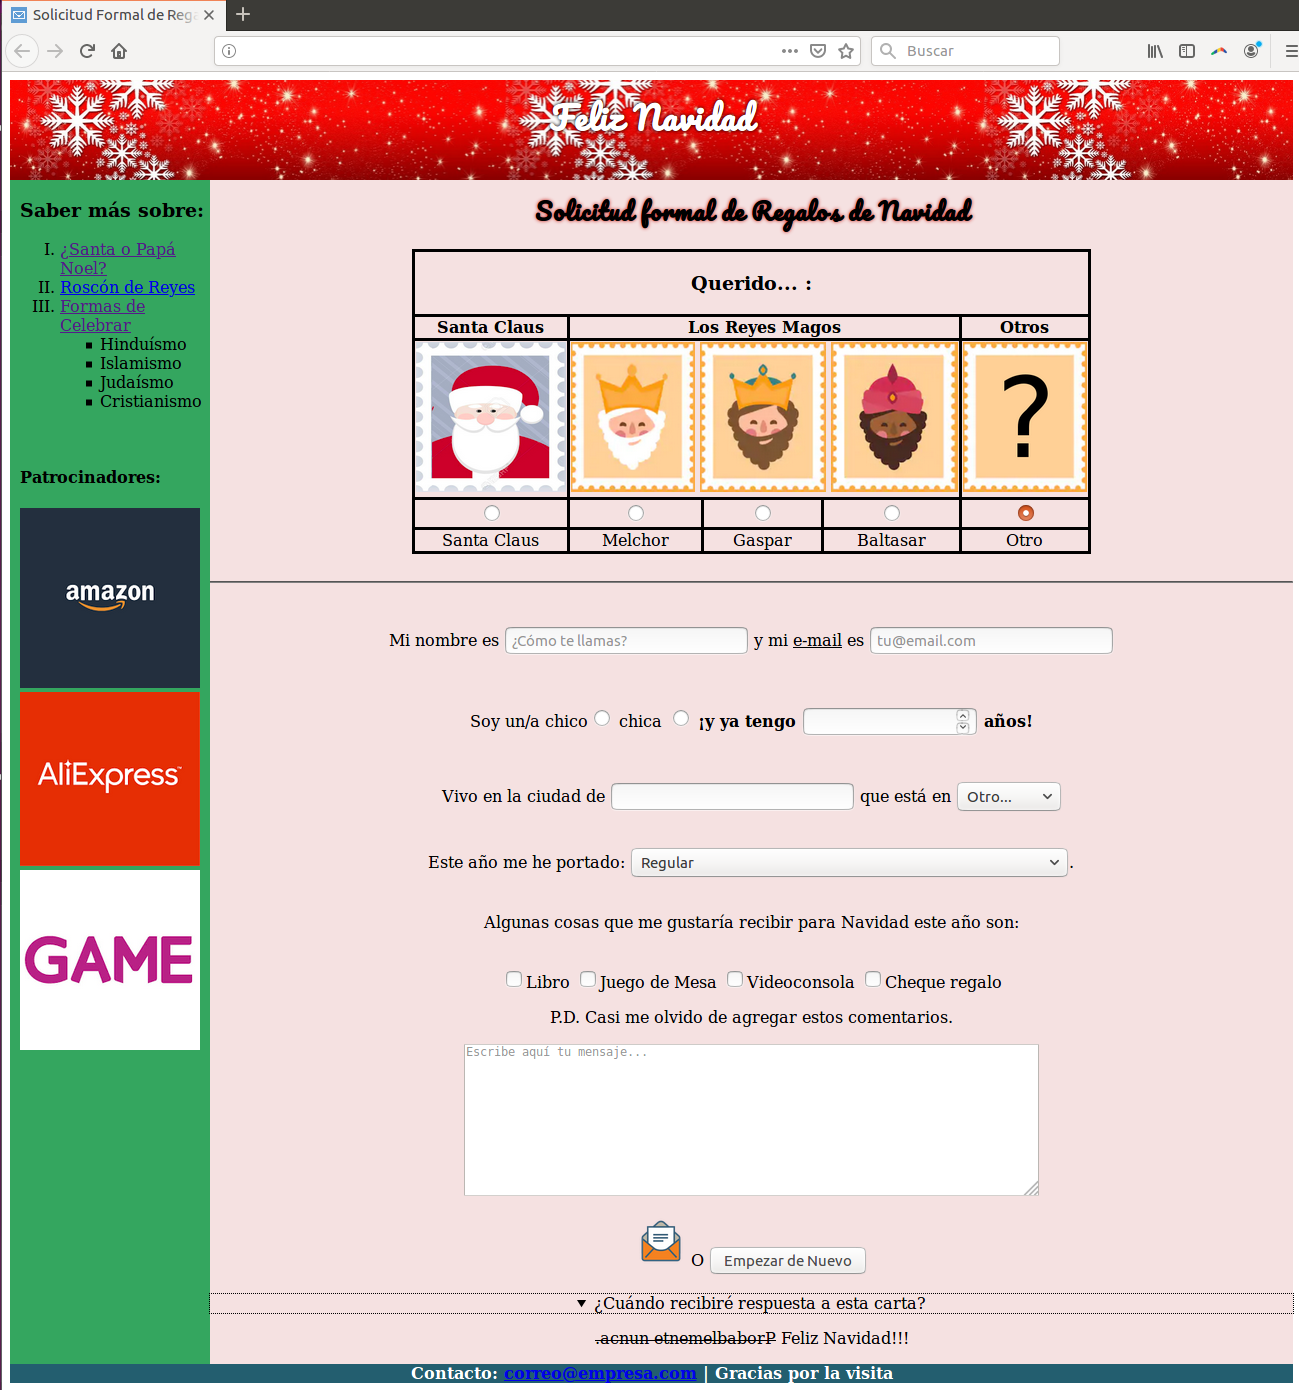 Solicitud Formal de Rega
Buscar
Feliz Navidad
Saber más sobre:
I. ¿Santa o Papá
Noel?
II. Roscón de Reyes
III. Formas de
Celebrar
Hinduísmo
Islamismo
Judaísmo
Cristianismo
Patrocinadores:
amazon
AliExpress™
GAME
Solicitud formal de Regalos de Navidad
Querido... :
Santa Claus Los Reyes Magos Otros
?
Santa Claus Melchor Gaspar Baltasar Otro
Mi nombre es ¿Cómo te llamas? y mi e-mail es tu@email.com
Soy un/a chico chica ¡y ya tengo años!
Vivo en la ciudad de que está en Otro...
Este año me he portado: Regular .
Algunas cosas que me gustaría recibir para Navidad este año son:
Libro Juego de Mesa Videoconsola Cheque regalo
P.D. Casi me olvido de agregar estos comentarios.
Escribe aquí tu mensaje...
O Empezar de Nuevo
¿Cuándo recibiré respuesta a esta carta?
.acnun etnemelbaborP Feliz Navidad!!!
Contacto: correo@empresa.com | Gracias por la visita